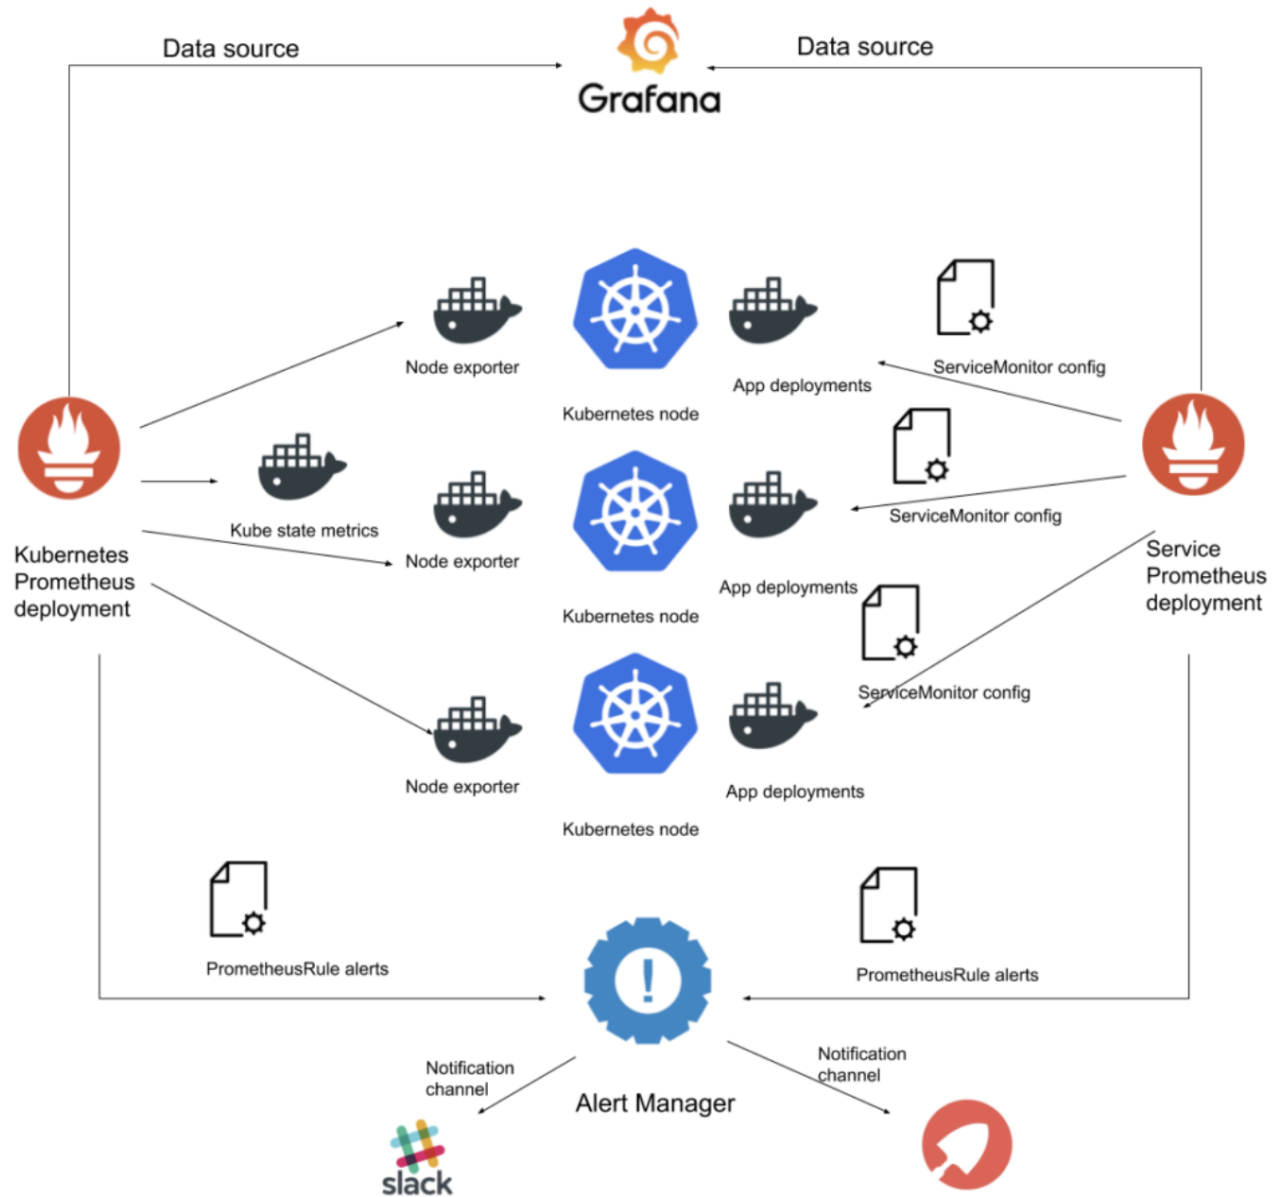 Data source
Data source
Grafana
Node exporter
ServiceMonitor config
App deployments
Kubernetes node
Kube state metrics
ServiceMonitor config
Kubernetes
Prometheus
deployment
Node exporter
Service
Prometheus
deployment
App deployments
Kubernetes node
ServiceMonitor config
Node exporter
App deployments
Kubernetes node
PrometheusRule alerts
PrometheusRule alerts
!
Notification
channel
Notification
channel
Alert Manager
slack